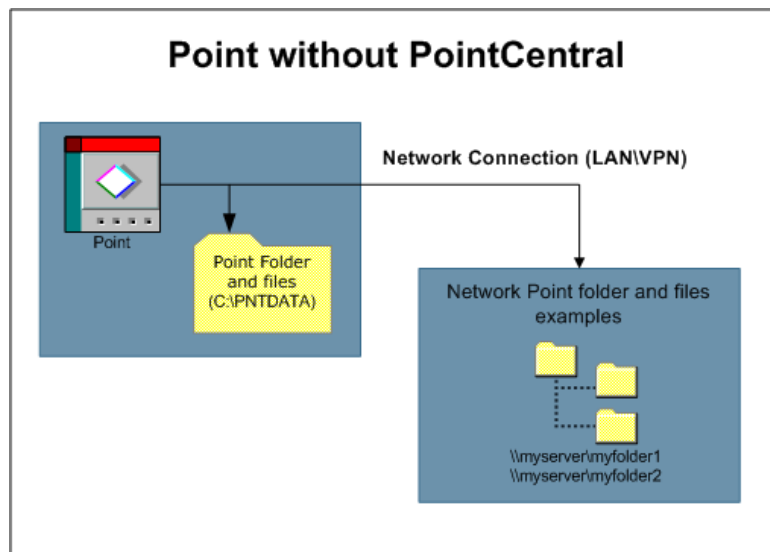 Point without PointCentral
Network Connection (LAN\VPN)
Point
Point Folder
and files
(C:\PNTDATA)
Network Point folder and files
examples
\\myserver\myfolder1
\\myserver\myfolder2